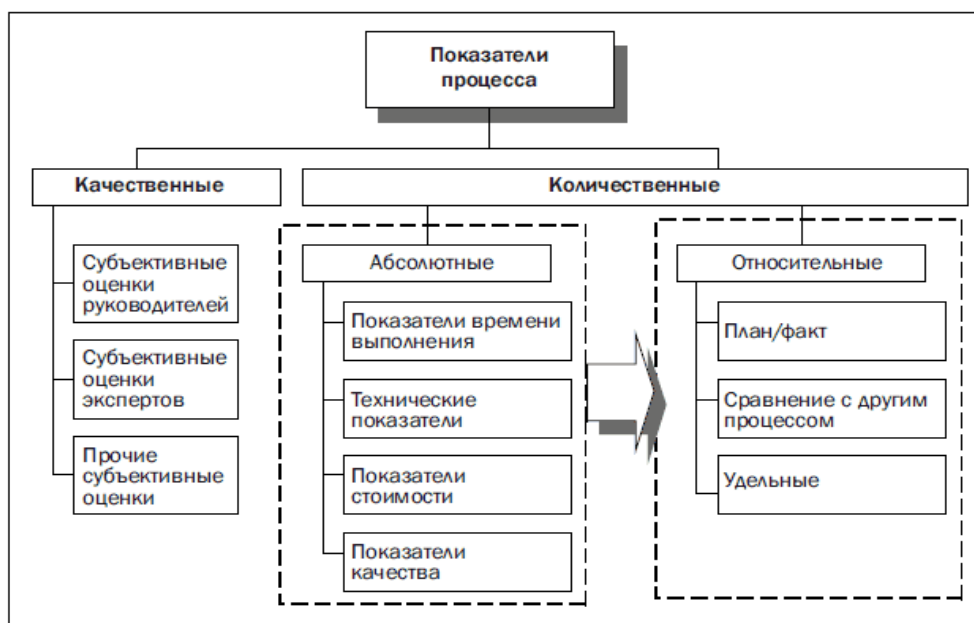 Показатели
процесса
Качественные
Количественные
Субъективные
оценки
руководителей
Субъективные
оценки
экспертов
Прочие
субъективные
оценки
Абсолютные
Показатели времени
выполнения
Технические
показатели
Показатели
стоимости
Показатели
качества
Относительные
План/факт
Сравнение с другим
процессом
Удельные